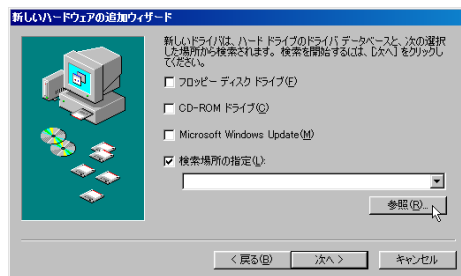 新しいハードウェアの追加ウィザード
新しいドライバは、ハード ドライブのドライバ データベースと、次の選択
した場所から検索されます。検索を開始するには、[次へ] をクリックし
てください。
フロッピー ディスク ドライブ(F)
CD-ROM ドライブ(C)
Microsoft Windows Update(M)
検索場所の指定(L):
参照(R)...
< 戻る(B)
次へ >
キャンセル